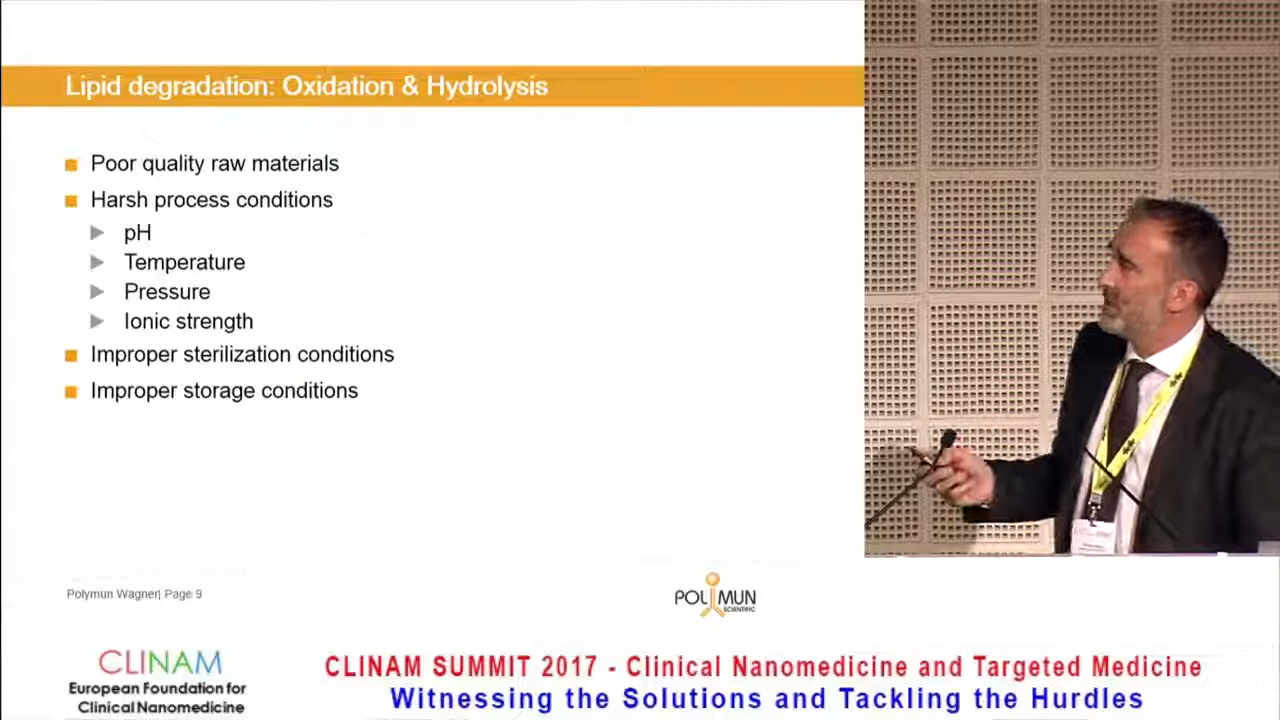 Lipid degradation: Oxidation & Hydrolysis
Poor quality raw materials
Harsh process conditions
pH
Temperature
Pressure
Ionic strength
Improper sterilization conditions
Improper storage conditions
Polymun Wagner| Page 9
POLYMUN
SCIENTIFIC
CLINAM
European Foundation for
Clinical Nanomedicine
CLINAM SUMMIT 2017 - Clinical Nanomedicine and Targeted Medicine
Witnessing the Solutions and Tackling the Hurdles